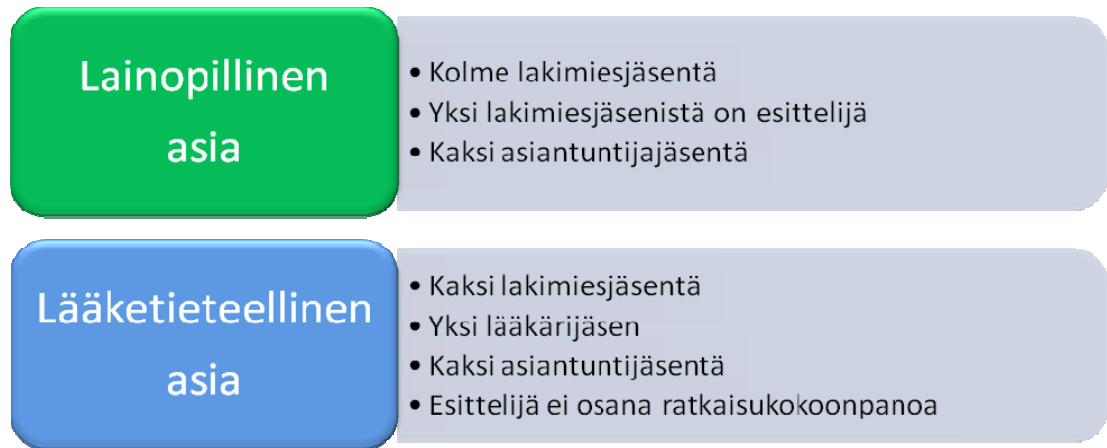 Lainopillinen
asia
• Kolme lakimiesjäsentä
• Yksi lakimiesjäsenistä on esittelijä
• Kaksi asiantuntijajäsentä
Lääketieteellinen
asia
• Kaksi lakimiesjäsentä
• Yksi lääkärijäsen
• Kaksi asiantuntijäsentä
• Esittelijä ei osana ratkaisukokoonpanoa